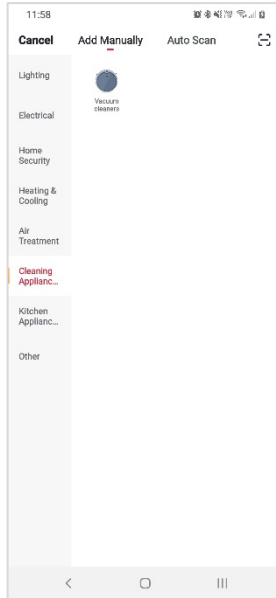 11:58
Cancel Add Manually Auto Scan
Lighting
Vacuum
cleaners
Electrical
Home
Security
Heating &
Cooling
Air
Treatment
Cleaning
Applianc...
Kitchen
Applianc...
Other